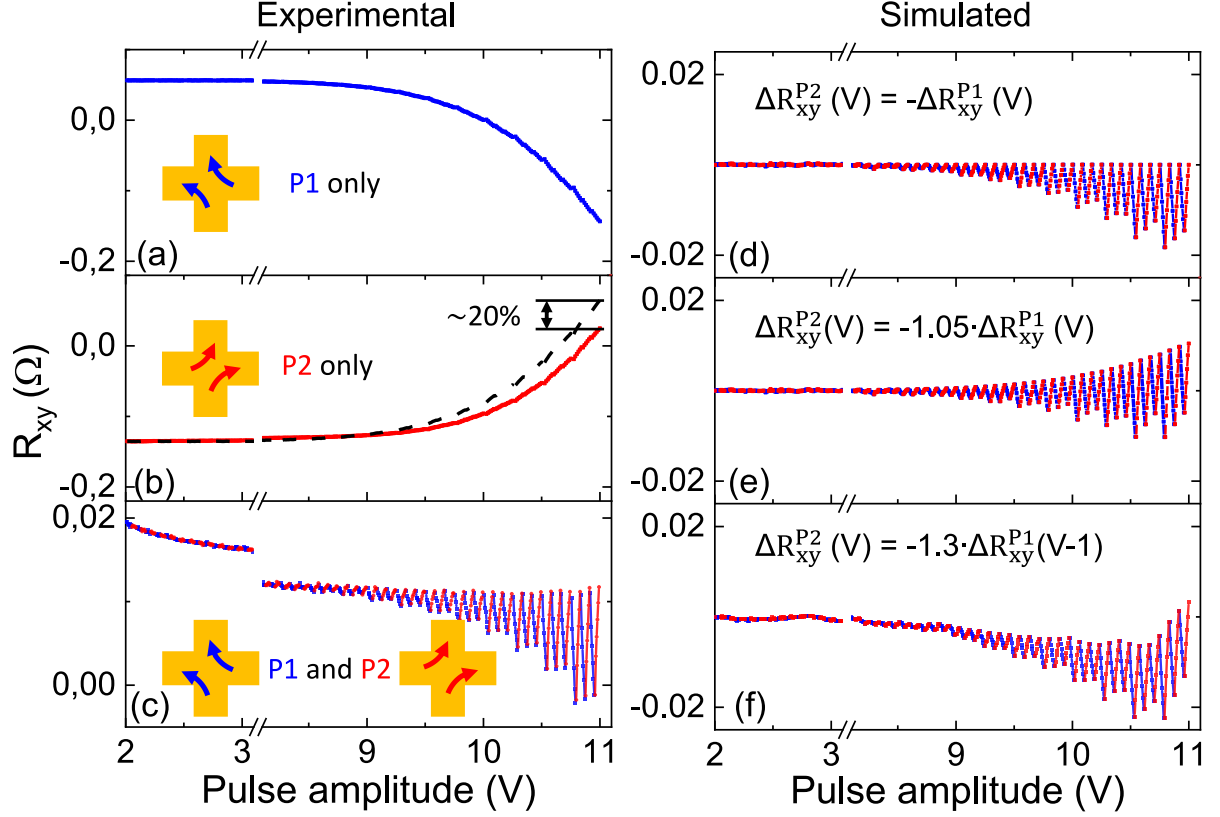 Experimental
Simulated
R_xy (Ω)
0,0
-0,2
P1 only
(a)
0,0
-0,2
~20%
P2 only
(b)
0,02
0,00
P1 and P2
(c)
2 3 9 10 11
Pulse amplitude (V)
0.02
-0.02
ΔR_xy^P2 (V) = -ΔR_xy^P1 (V)
(d)
0.02
-0.02
ΔR_xy^P2(V) = -1.05·ΔR_xy^P1 (V)
(e)
0.02
-0.02
ΔR_xy^P2 (V) = -1.3·ΔR_xy^P1(V-1)
(f)
2 3 9 10 11
Pulse amplitude (V)